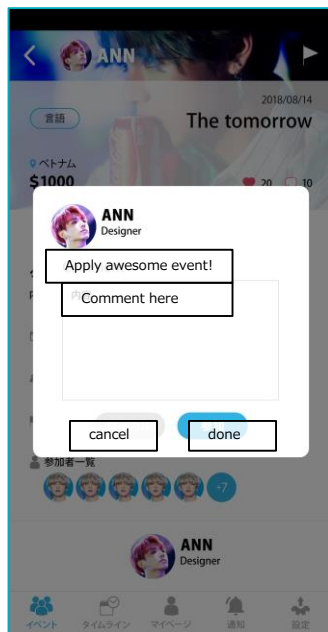 ANN
2018/08/14
言語
The tomorrow
ベトナム
$1000
20
10
ANN
Designer
Apply awesome event!
Comment here
cancel
done
参加者一覧
+7
ANN
Designer
イベント
タイムライン
マイページ
通知
設定